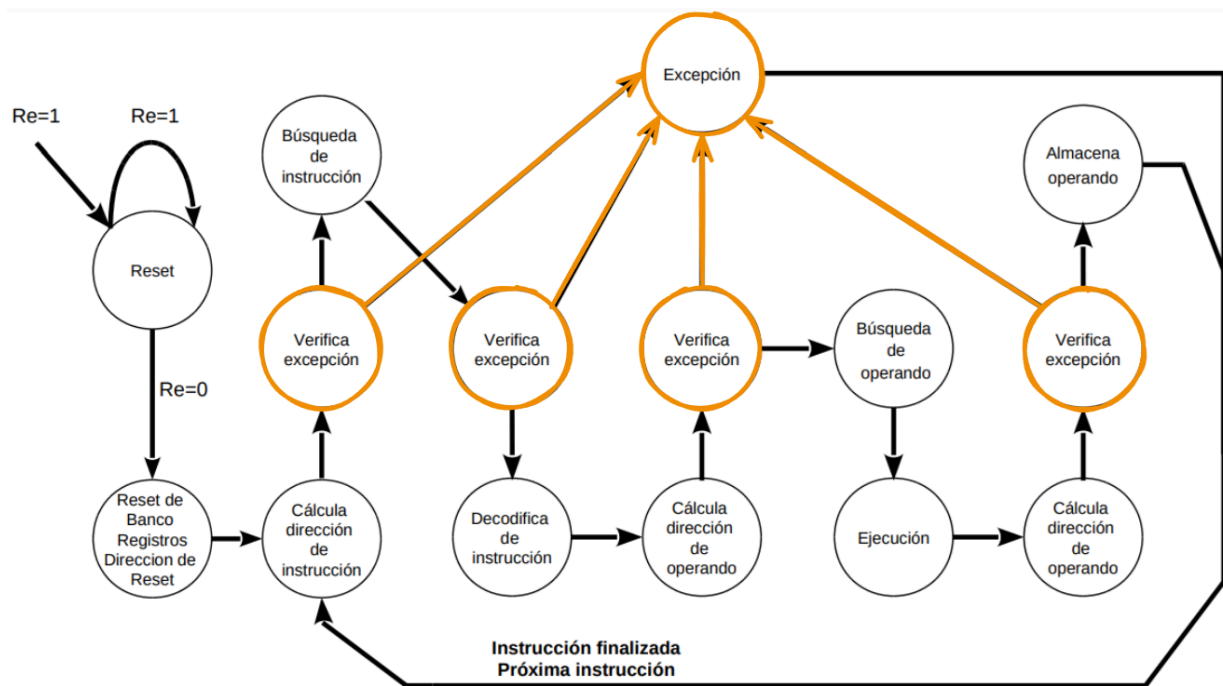 Excepción
Re=1
Re=1
Búsqueda
de
instrucción
Almacena
operando
Reset
Verifica
excepción
Verifica
excepción
Verifica
excepción
Búsqueda
de
operando
Verifica
excepción
Re=0
Reset de
Banco
Registros
Direccion de
Reset
Cálcula
dirección
de
instrucción
Decodifica
de
instrucción
Cálcula
dirección
de
operando
Ejecución
Cálcula
dirección
de
operando
Instrucción finalizada
Próxima instrucción